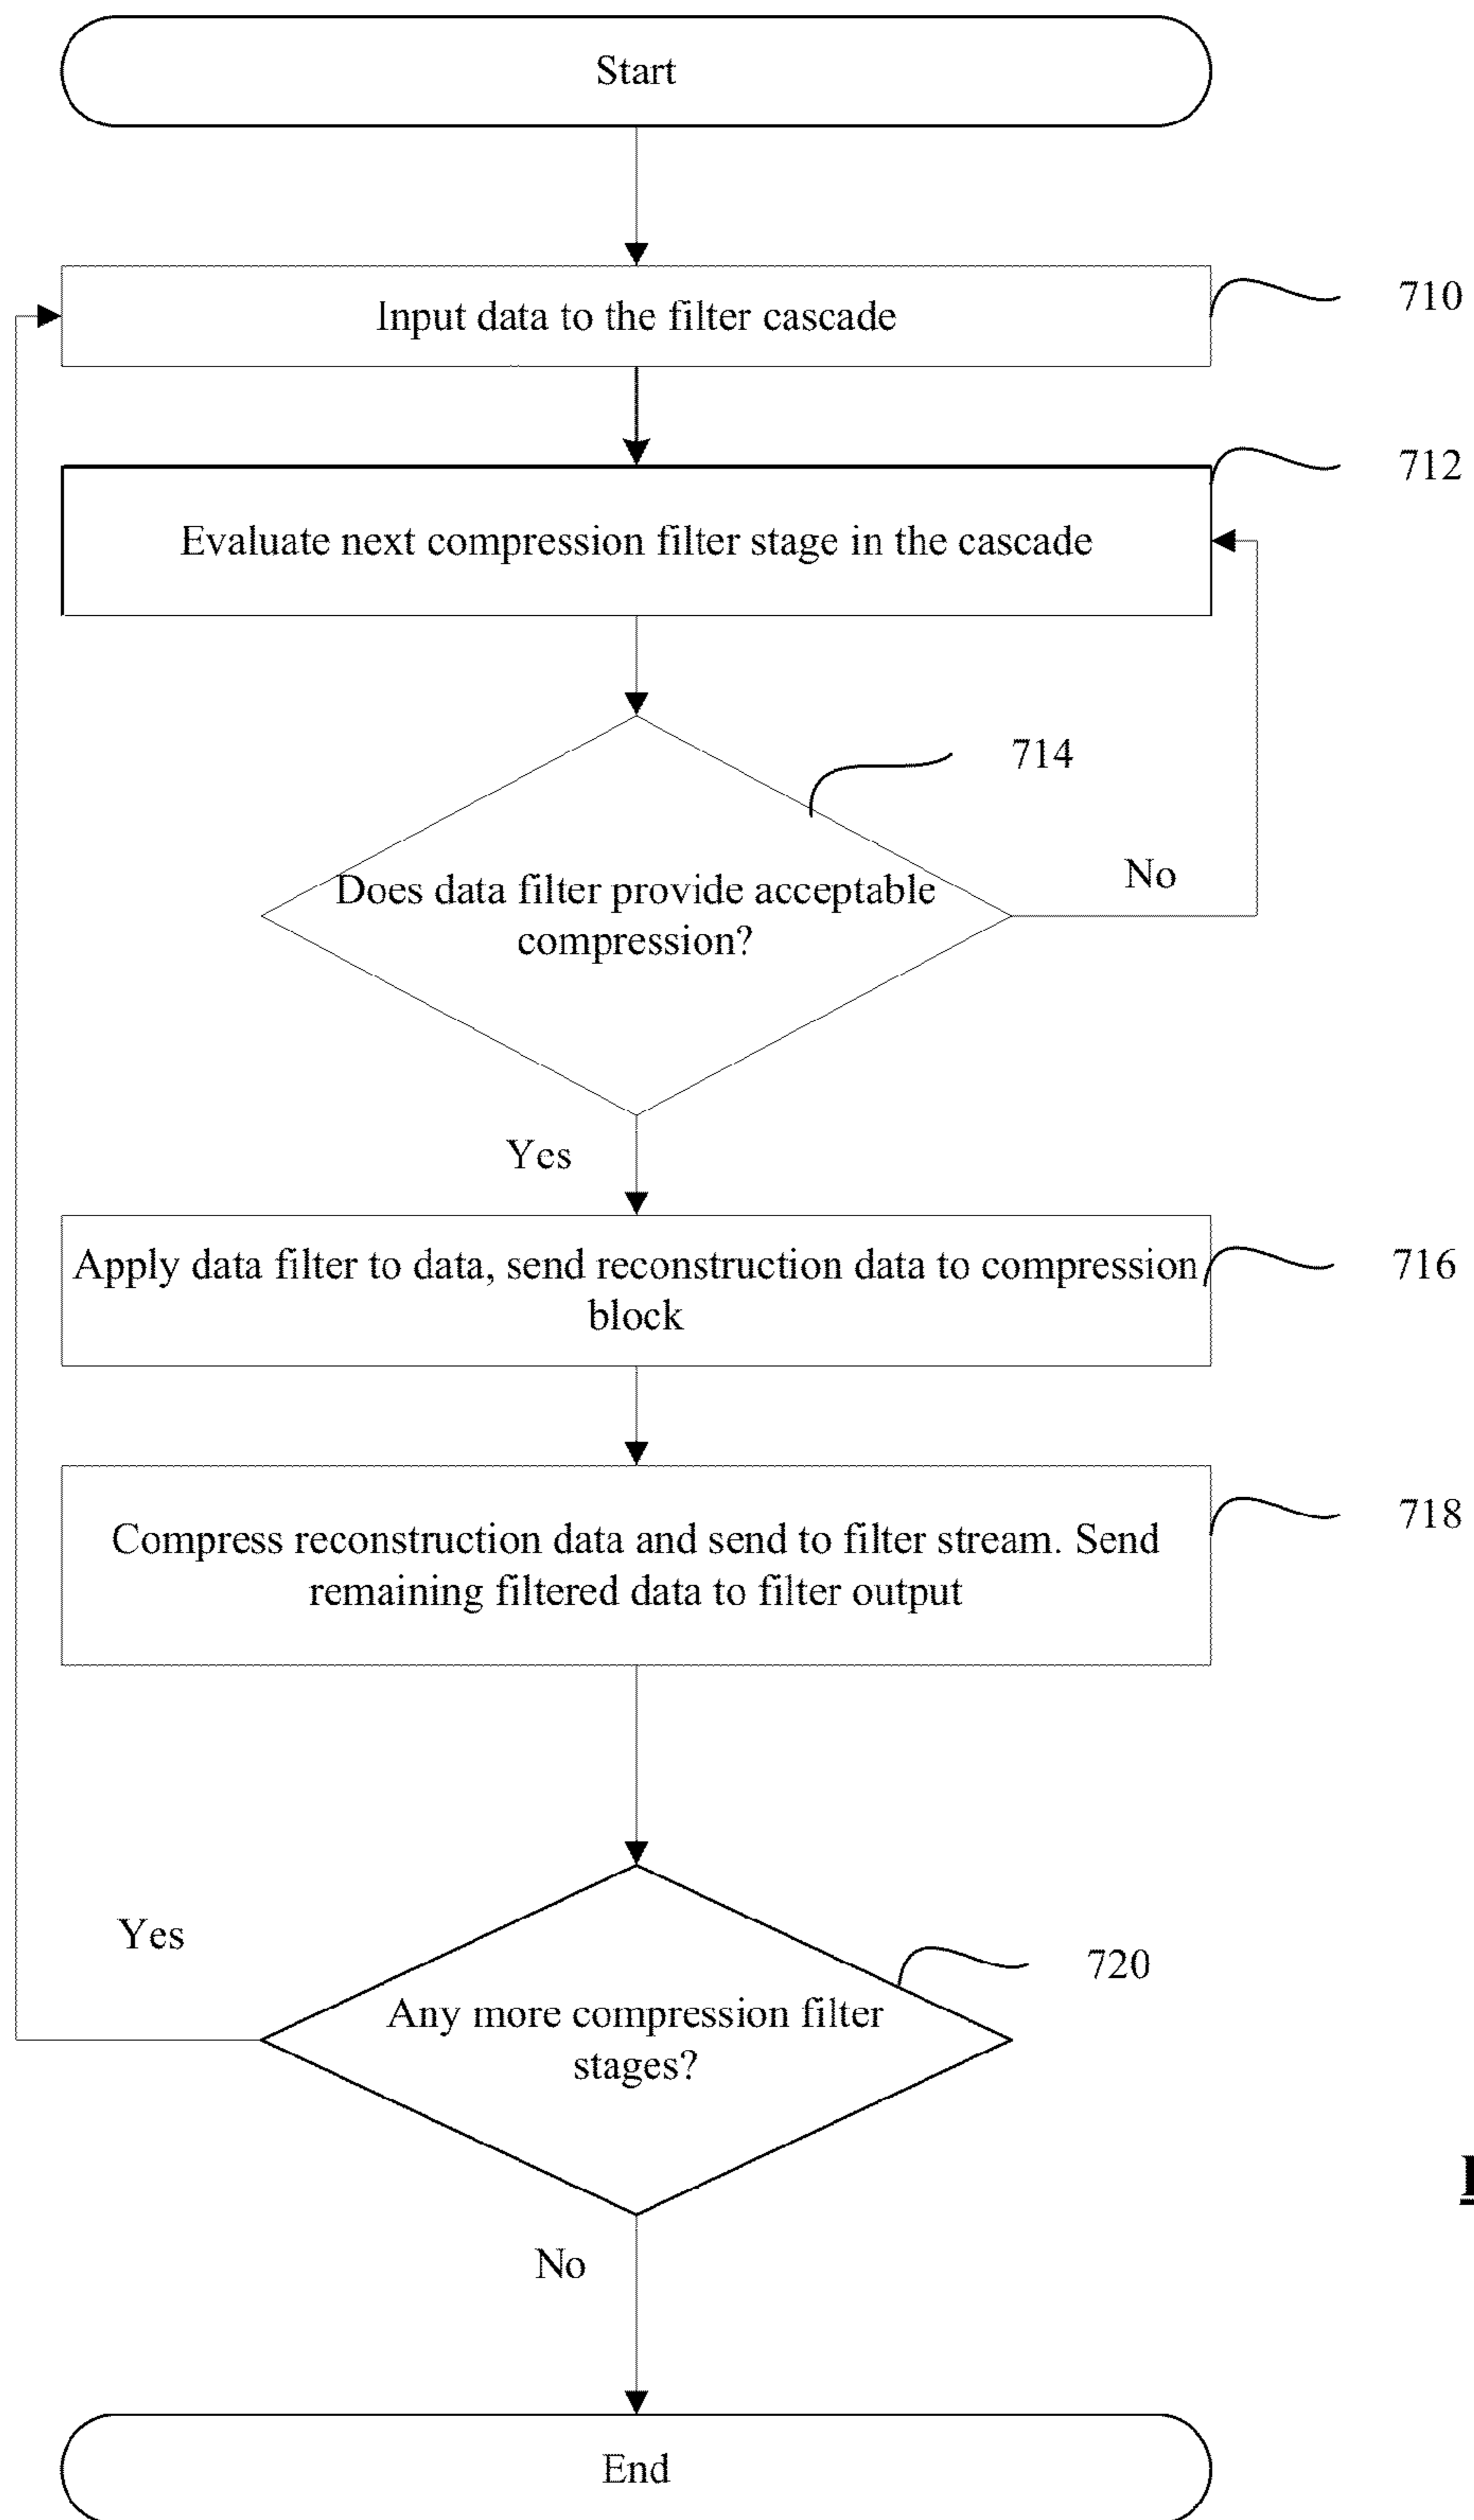 Start
Input data to the filter cascade
710
Evaluate next compression filter stage in the cascade
712
714
Does data filter provide acceptable
compression?
No
Yes
Apply data filter to data, send reconstruction data to compression
block
716
Compress reconstruction data and send to filter stream. Send
remaining filtered data to filter output
718
Yes
720
Any more compression filter
stages?
No
End